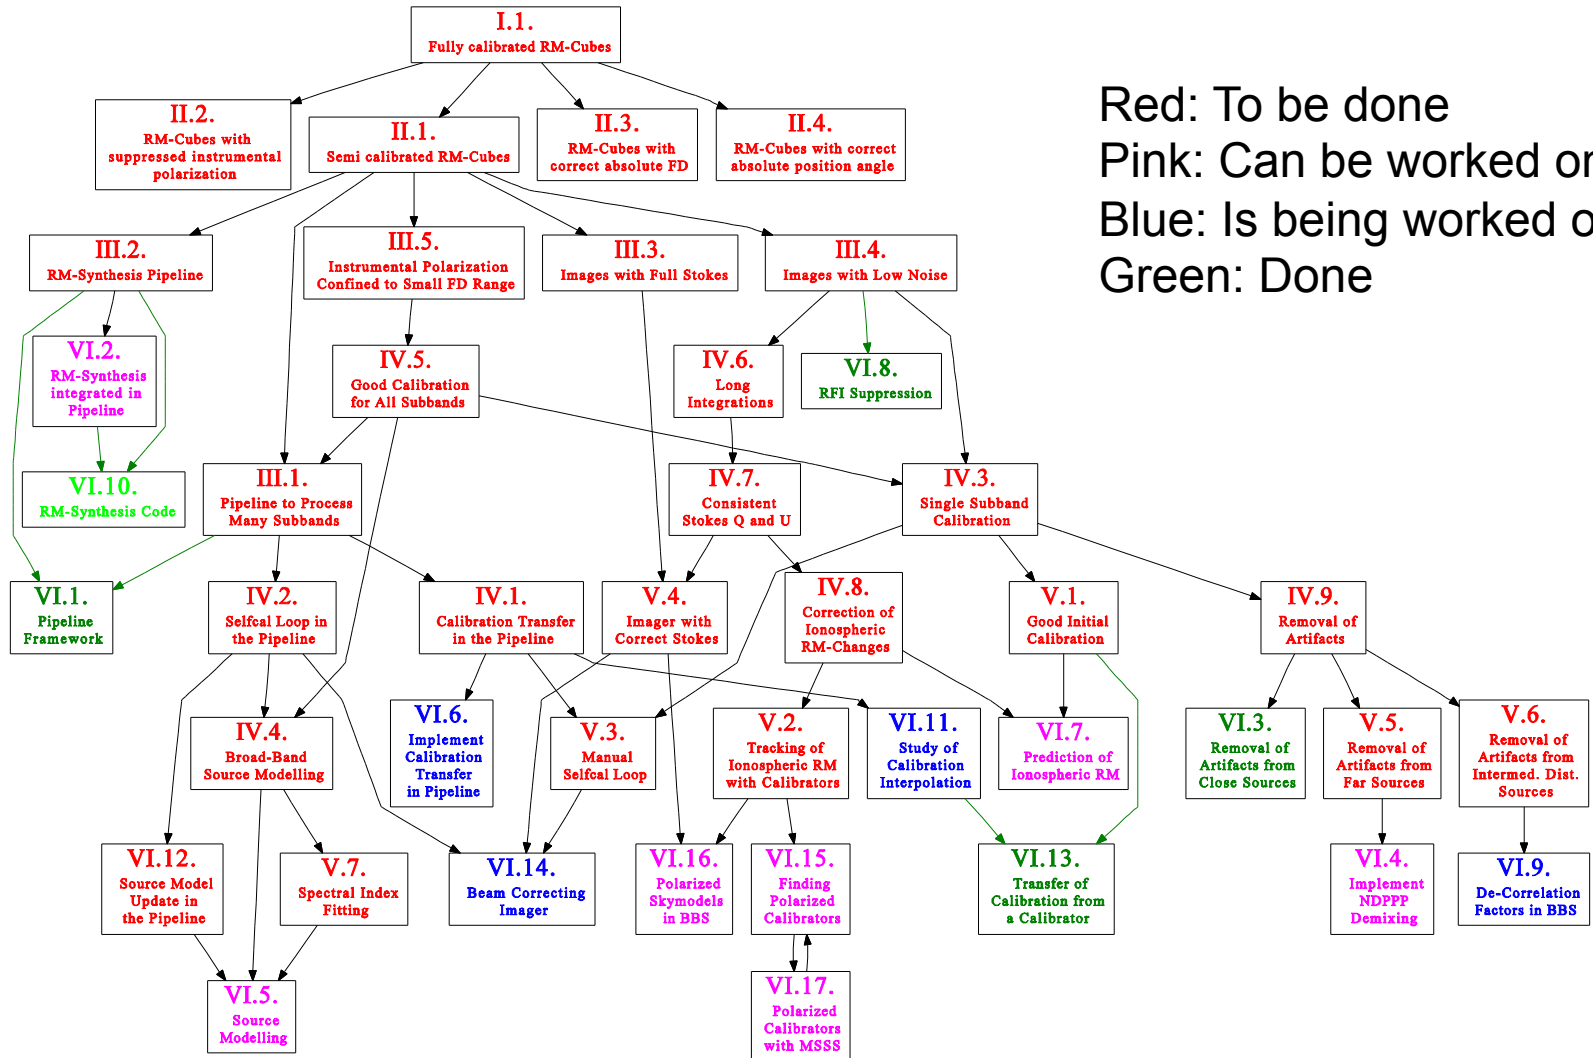 I.1.
Fully calibrated RM-Cubes
Red: To be done
Pink: Can be worked on
Blue: Is being worked o
Green: Done
II.2.
RM-Cubes with
suppressed instrumental
polarization
II.1.
Semi calibrated RM-Cubes
II.3.
RM-Cubes with
correct absolute FD
II.4.
RM-Cubes with correct
absolute position angle
III.2.
RM-Synthesis Pipeline
III.5.
Instrumental Polarization
Confined to Small FD Range
III.3.
Images with Full Stokes
III.4.
Images with Low Noise
VI.2.
RM-Synthesis
integrated in
Pipeline
IV.5.
Good Calibration
for All Subbands
IV.6.
Long
Integrations
VI.8.
RFI Suppression
VI.10.
RM-Synthesis Code
III.1.
Pipeline to Process
Many Subbands
IV.7.
Consistent
Stokes Q and U
IV.3.
Single Subband
Calibration
VI.1.
Pipeline
Framework
IV.2.
Selfcal Loop in
the Pipeline
IV.1.
Calibration Transfer
in the Pipeline
V.4.
Imager with
Correct Stokes
IV.8.
Correction of
Ionospheric
RM-Changes
V.1.
Good Initial
Calibration
IV.9.
Removal of
Artifacts
IV.4.
Broad-Band
Source Modelling
VI.6.
Implement
Calibration
Transfer
in Pipeline
V.3.
Manual
Selfcal Loop
V.2.
Tracking of
Ionospheric RM
with Calibrators
VI.11.
Study of
Calibration
Interpolation
VI.7.
Prediction of
Ionospheric RM
VI.3.
Removal of
Artifacts from
Close Sources
V.5.
Removal of
Artifacts from
Far Sources
V.6.
Removal of
Artifacts from
Intermed. Dist.
Sources
VI.12.
Source Model
Update in
the Pipeline
V.7.
Spectral Index
Fitting
VI.14.
Beam Correcting
Imager
VI.16.
Polarized
Skymodels
in BBS
VI.15.
Finding
Polarized
Calibrators
VI.13.
Transfer of
Calibration from
a Calibrator
VI.4.
Implement
NDPPP
Demixing
VI.9.
De-Correlation
Factors in BBS
VI.5.
Source
Modelling
VI.17.
Polarized
Calibrators
with MSSS